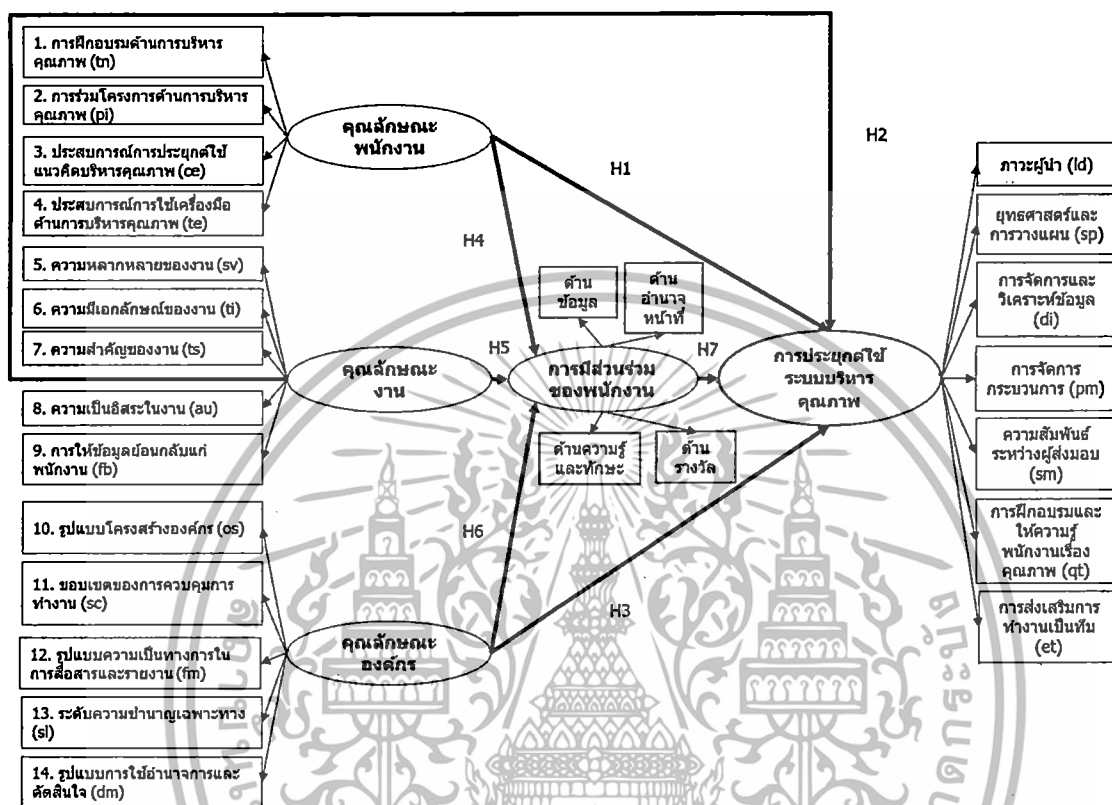 1. การฝึกอบรมด้านการบริหาร
คุณภาพ (tn)
2. การร่วมโครงการด้านการบริหาร
คุณภาพ (pi)
3. ประสบการณ์การประยุกต์ใช้
แนวคิดบริหารคุณภาพ (ce)
4. ประสบการณ์การใช้เครื่องมือ
ด้านการบริหารคุณภาพ (te)
5. ความหลากหลายของงาน (sv)
6. ความมีเอกลักษณ์ของงาน (ti)
7. ความสำคัญของงาน (ts)
8. ความเป็นอิสระในงาน (au)
9. การให้ข้อมูลย้อนกลับแก่
พนักงาน (fb)
10. รูปแบบโครงสร้างองค์กร (os)
11. ขอบเขตของการควบคุมการ
ทำงาน (sc)
12. รูปแบบความเป็นทางการใน
การสื่อสารและรายงาน (fm)
13. ระดับความชำนาญเฉพาะทาง
(sl)
14. รูปแบบการใช้อำนาจการและ
ตัดสินใจ (dm)
คุณลักษณะ
พนักงาน
คุณลักษณะ
งาน
คุณลักษณะ
องค์กร
H1
H2
H4
H5
H7
H6
H3
ด้าน
ข้อมูล
ด้าน
อำนาจ
หน้าที่
การมีส่วนร่วม
ของพนักงาน
ด้านความรู้
และทักษะ
ด้าน
รางวัล
การประยุกต์ใช้
ระบบบริหาร
คุณภาพ
ภาวะผู้นำ (ld)
ยุทธศาสตร์และ
การวางแผน (sp)
การจัดการและ
วิเคราะห์ข้อมูล
(di)
การจัดการ
กระบวนการ (pm)
ความสัมพันธ์
ระหว่างผู้ส่งมอบ
(sm)
การฝึกอบรมและ
ให้ความรู้
พนักงานเรื่อง
คุณภาพ (qt)
การส่งเสริมการ
ทำงานเป็นทีม
(et)